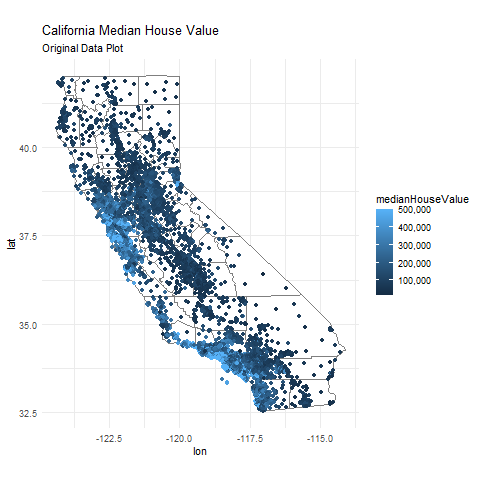 California Median House Value
Original Data Plot
40.0
37.5
35.0
32.5
lat
-122.5
-120.0
-117.5
-115.0
lon
medianHouseValue
500,000
400,000
300,000
200,000
100,000